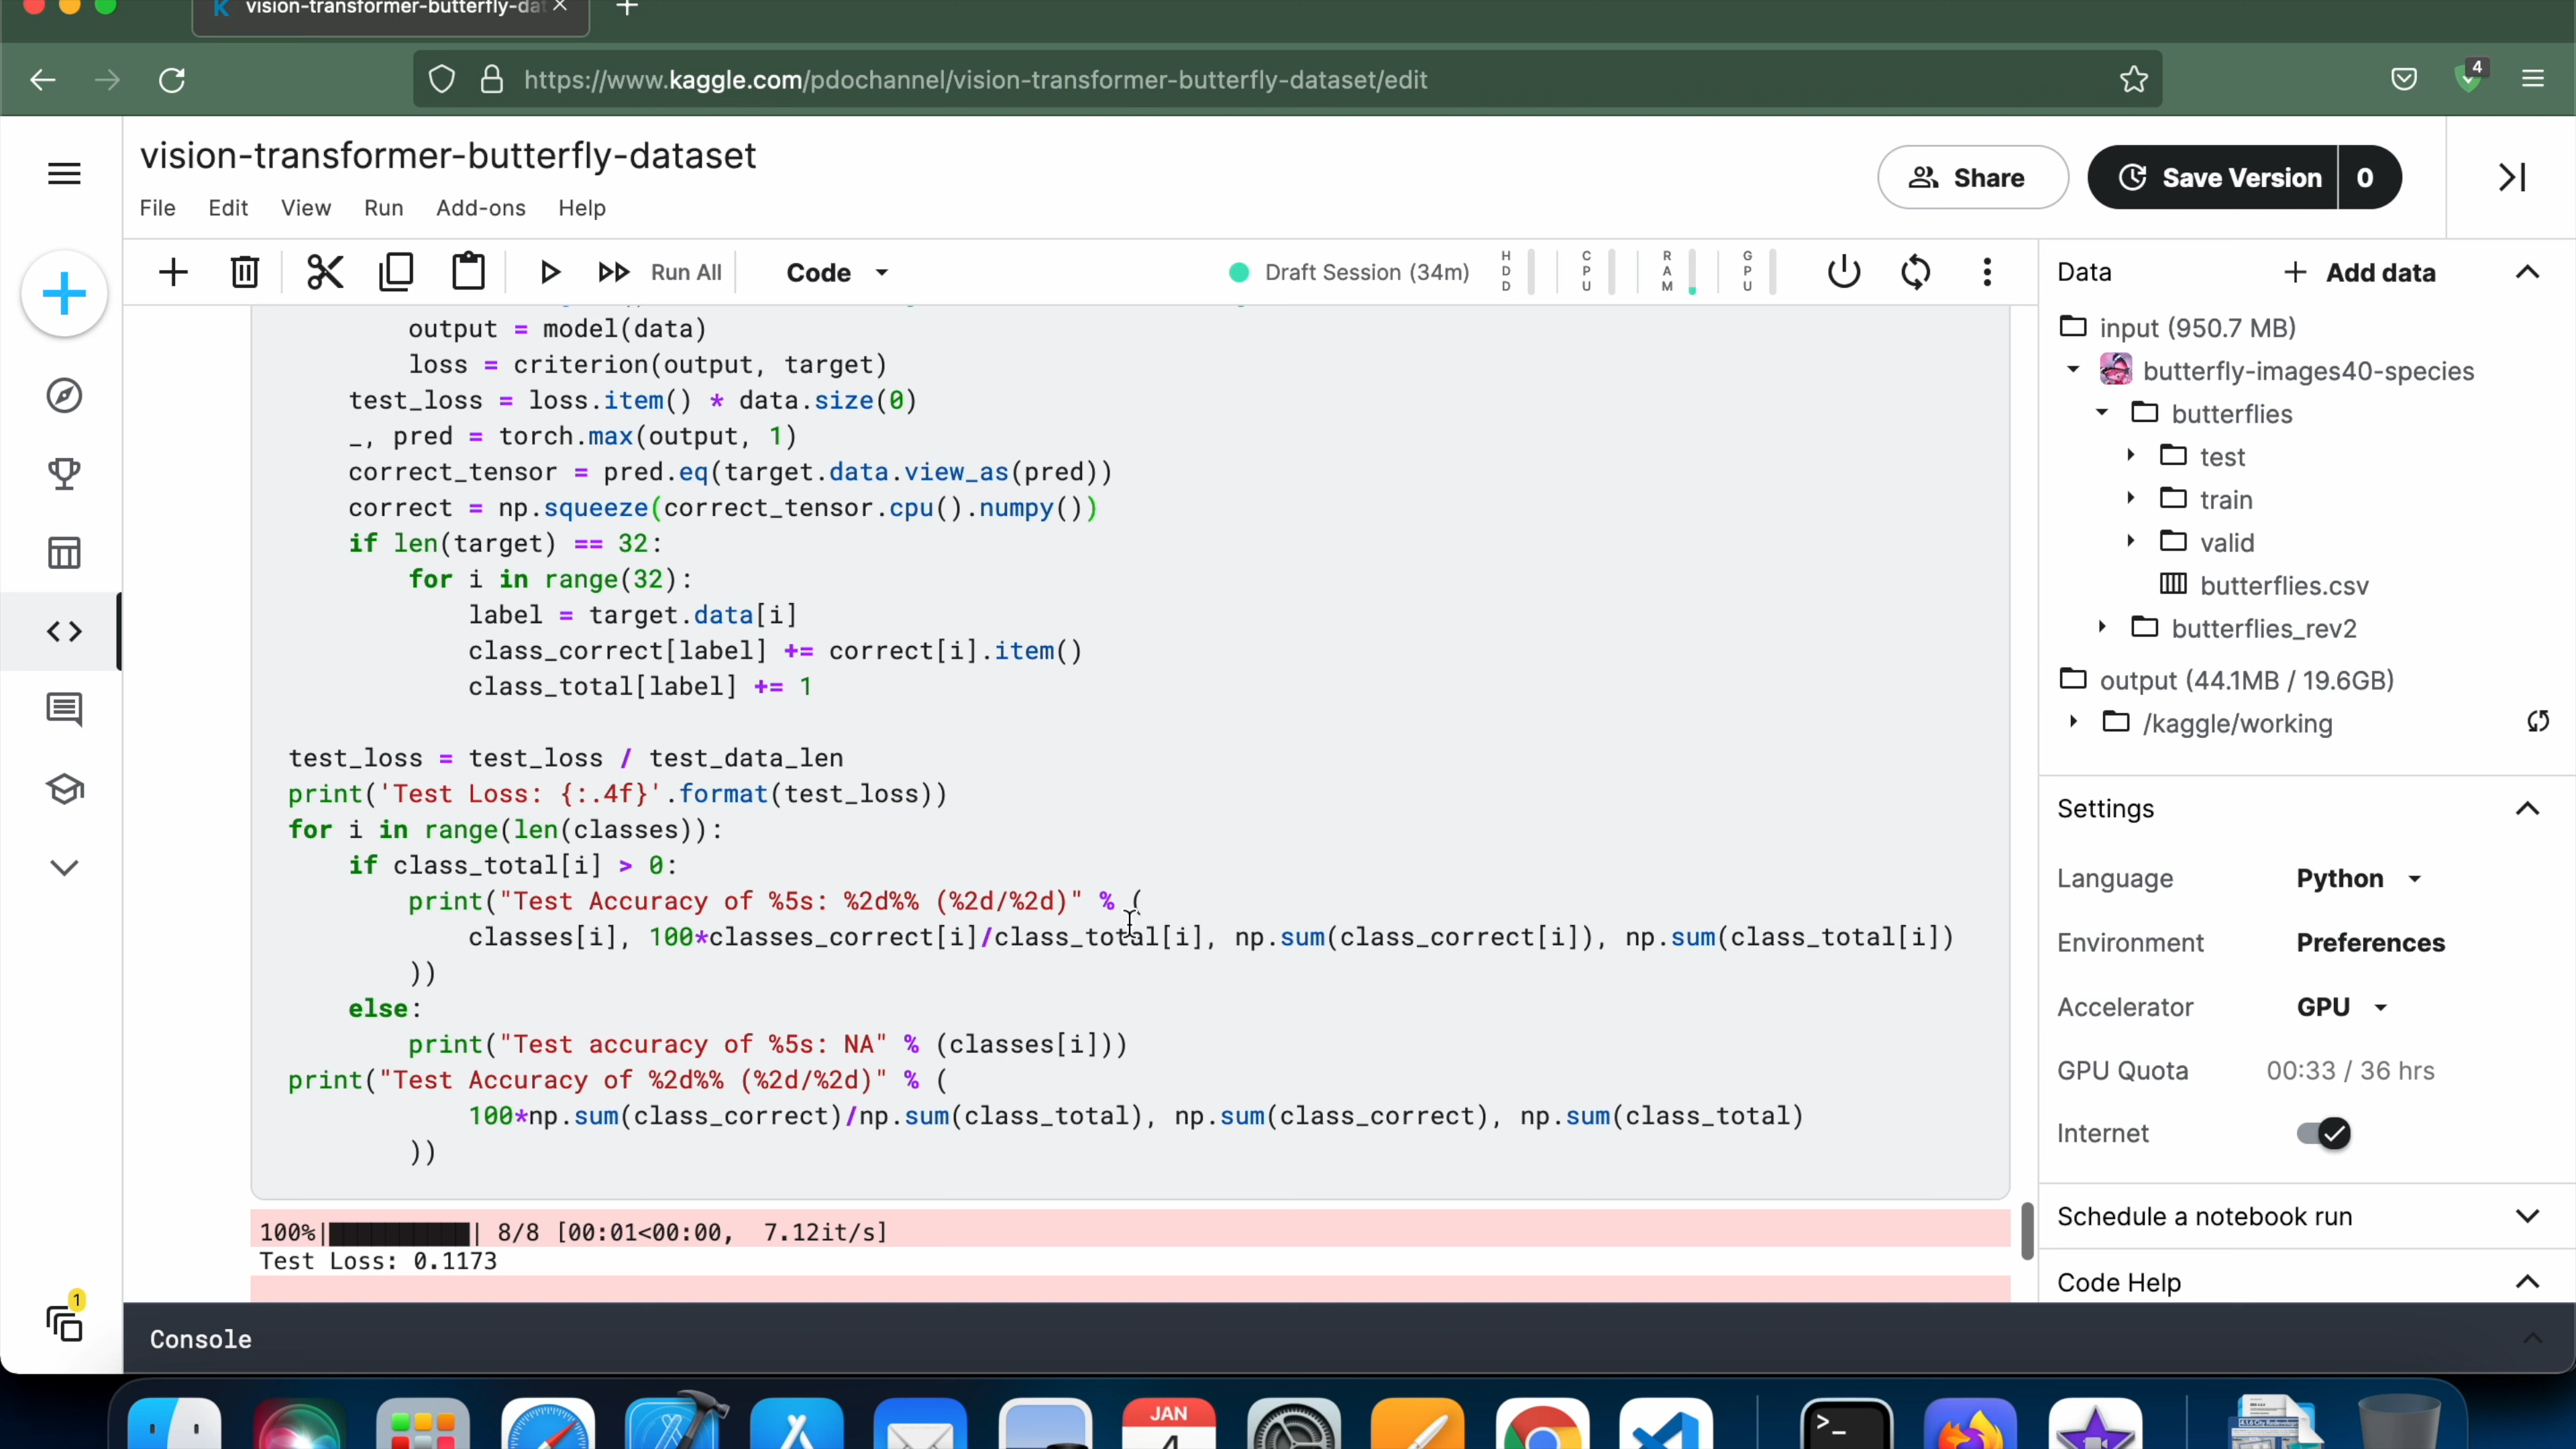 vision-transformer-butterfly-dat
https://www.kaggle.com/pdochannel/vision-transformer-butterfly-dataset/edit
4
vision-transformer-butterfly-dataset
File Edit View Run Add-ons Help
Share
Save Version 0
Run All
Code
Draft Session (34m)
HDD
CPU
RAM
GPU
output = model(data)
loss = criterion(output, target)
test_loss = loss.item() * data.size(0)
_, pred = torch.max(output, 1)
correct_tensor = pred.eq(target.data.view_as(pred))
correct = np.squeeze(correct_tensor.cpu().numpy())
if len(target) == 32:
for i in range(32):
label = target.data[i]
class_correct[label] += correct[i].item()
class_total[label] += 1
test_loss = test_loss / test_data_len
print('Test Loss: {:.4f}'.format(test_loss))
for i in range(len(classes)):
if class_total[i] > 0:
print("Test Accuracy of %5s: %2d%% (%2d/%2d)" % (
classes[i], 100*classes_correct[i]/class_total[i], np.sum(class_correct[i]), np.sum(class_total[i])
))
else:
print("Test accuracy of %5s: NA" % (classes[i]))
print("Test Accuracy of %2d%% (%2d/%2d)" % (
100*np.sum(class_correct)/np.sum(class_total), np.sum(class_correct), np.sum(class_total)
))
100%|██████████| 8/8 [00:01<00:00, 7.12it/s]
Test Loss: 0.1173
Data
Add data
input (950.7 MB)
butterfly-images40-species
butterflies
test
train
valid
butterflies.csv
butterflies_rev2
output (44.1MB / 19.6GB)
/kaggle/working
Settings
Language Python
Environment Preferences
Accelerator GPU
GPU Quota 00:33 / 36 hrs
Internet
Schedule a notebook run
Code Help
1
Console
JAN
4